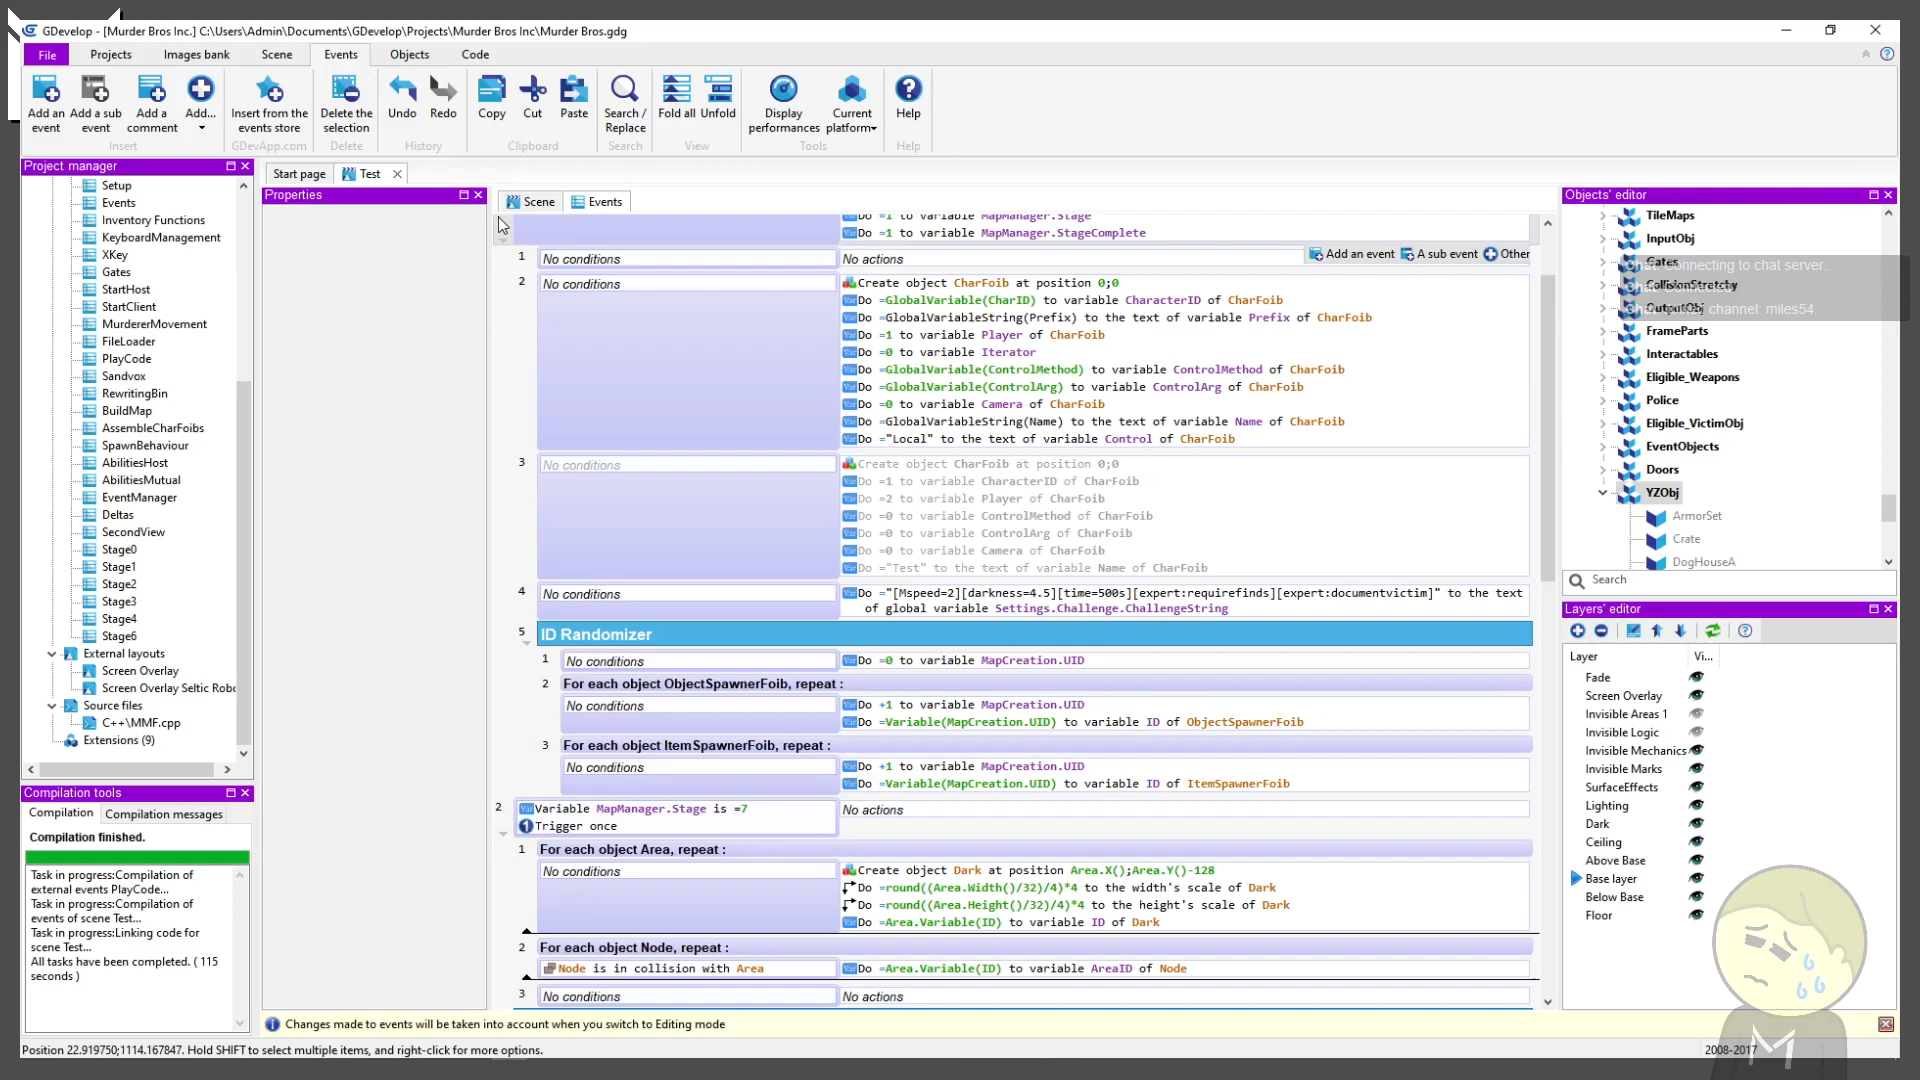 GDevelop - [Murder Bros Inc.] C:\Users\Admin\Documents\GDevelop\Projects\Murder Bros Inc\Murder Bros.gdg
File Projects Images bank Scene Events Objects Code
Add an event
Add a sub event
Add a comment
Add...
Insert
Insert from the events store
GDevApp.com
Delete the selection
Delete
Undo
Redo
History
Copy
Cut
Paste
Clipboard
Search / Replace
Search
Fold all
Unfold
View
Display performances
Current platform
Tools
Help
Help
Project manager
Setup
Events
Inventory Functions
KeyboardManagement
XKey
Gates
StartHost
StartClient
MurdererMovement
FileLoader
PlayCode
Sandvox
RewritingBin
BuildMap
AssembleCharFoibs
SpawnBehaviour
AbilitiesHost
AbilitiesMutual
EventManager
Deltas
SecondView
Stage0
Stage1
Stage2
Stage3
Stage4
Stage6
External layouts
Screen Overlay
Screen Overlay Seltic Robo
Source files
C++\MMF.cpp
Extensions (9)
Compilation tools
Compilation Compilation messages
Compilation finished.
Task in progress:Compilation of
external events PlayCode...
Task in progress:Compilation of
events of scene Test...
Task in progress:Linking code for
scene Test...
All tasks have been completed. ( 115
seconds )
Start page Test
Properties
Scene Events
Do =1 to variable MapManager.Stage
Do =1 to variable MapManager.StageComplete
1 No conditions No actions
Add an event A sub event Other
2 No conditions
Create object CharFoib at position 0;0
Do =GlobalVariable(CharID) to variable CharacterID of CharFoib
Do =GlobalVariableString(Prefix) to the text of variable Prefix of CharFoib
Do =1 to variable Player of CharFoib
Do =0 to variable Iterator
Do =GlobalVariable(ControlMethod) to variable ControlMethod of CharFoib
Do =GlobalVariable(ControlArg) to variable ControlArg of CharFoib
Do =0 to variable Camera of CharFoib
Do =GlobalVariableString(Name) to the text of variable Name of CharFoib
Do ="Local" to the text of variable Control of CharFoib
3 No conditions
Create object CharFoib at position 0;0
Do =1 to variable CharacterID of CharFoib
Do =2 to variable Player of CharFoib
Do =0 to variable ControlMethod of CharFoib
Do =0 to variable ControlArg of CharFoib
Do =0 to variable Camera of CharFoib
Do ="Test" to the text of variable Name of CharFoib
4 No conditions
Do ="[Mspeed=2][darkness=4.5][time=500s][expert:requirefinds][expert:documentvictim]" to the text
of global variable Settings.Challenge.ChallengeString
5 ID Randomizer
1 No conditions Do =0 to variable MapCreation.UID
2 For each object ObjectSpawnerFoib, repeat :
No conditions Do +1 to variable MapCreation.UID
Do =Variable(MapCreation.UID) to variable ID of ObjectSpawnerFoib
3 For each object ItemSpawnerFoib, repeat :
No conditions Do +1 to variable MapCreation.UID
Do =Variable(MapCreation.UID) to variable ID of ItemSpawnerFoib
2 Variable MapManager.Stage is =7 No actions
Trigger once
1 For each object Area, repeat :
No conditions Create object Dark at position Area.X();Area.Y()-128
Do =round((Area.Width()/32)/4)*4 to the width's scale of Dark
Do =round((Area.Height()/32)/4)*4 to the height's scale of Dark
Do =Area.Variable(ID) to variable ID of Dark
2 For each object Node, repeat :
Node is in collision with Area Do =Area.Variable(ID) to variable AreaID of Node
3 No conditions No actions
Changes made to events will be taken into account when you switch to Editing mode
Objects' editor
TileMaps
InputObj
Gates
CollisionStretchy
OutputObj
FrameParts
Interactables
Eligible_Weapons
Police
Eligible_VictimObj
EventObjects
Doors
YZObj
ArmorSet
Crate
DogHouseA
Chat: Connecting to chat server..
channel: miles54.
Search
Layers' editor
Layer Vi...
Fade
Screen Overlay
Invisible Areas 1
Invisible Logic
Invisible Mechanics
Invisible Marks
SurfaceEffects
Lighting
Dark
Ceiling
Above Base
Base layer
Below Base
Floor
Position 22.919750;1114.167847. Hold SHIFT to select multiple items, and right-click for more options.
2008-2017